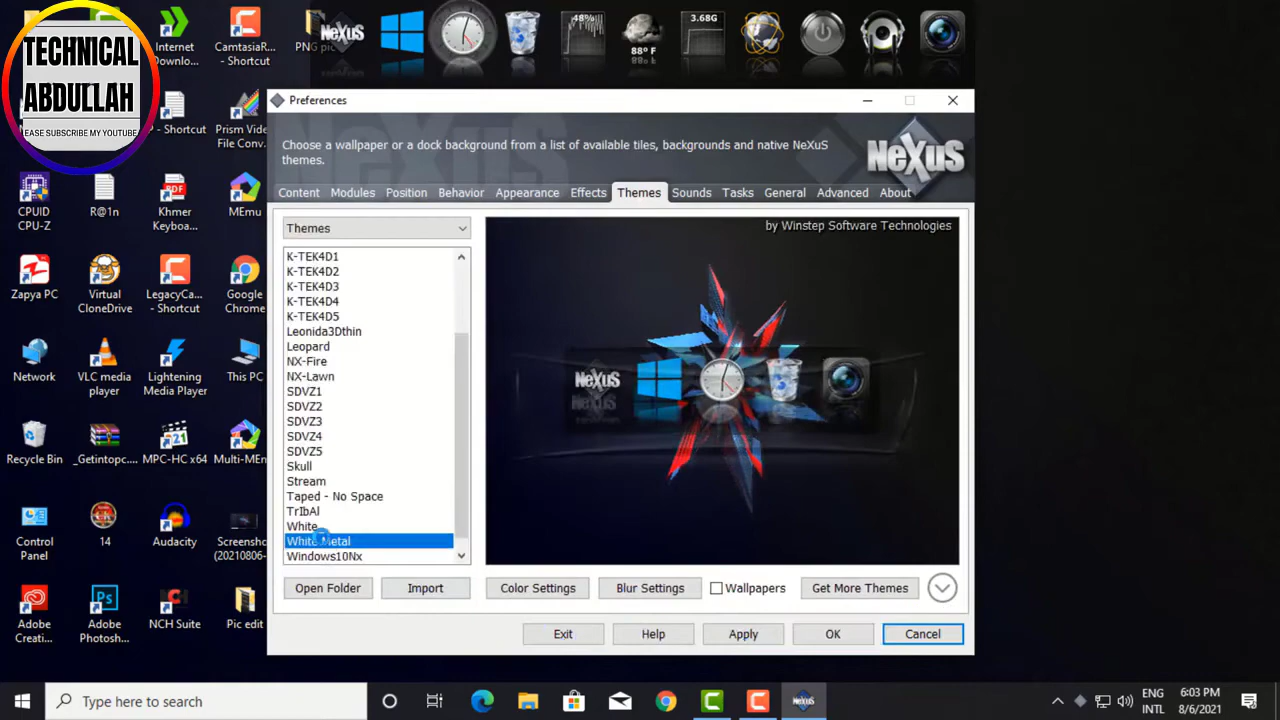 TECHNICAL
ABDULLAH
EASE SUBSCRIBE MY YOUTUBE
Internet
Downlo...
CamtasiaR...
- Shortcut
PNG pic
NeXuS
48%
88° F
3.68G
P - Shortcut
Prism Vide
File Conv.
CPUID
CPU-Z
R@1n
Khmer
Keyboa...
MEmu
Zapya PC
Virtual
CloneDrive
LegacyCa...
- Shortcut
Google
Chrome
Network
VLC media
player
Lightening
Media Player
This PC
Recycle Bin
_Getintopc....
MPC-HC x64
Multi-MEn
Control
Panel
14
Audacity
Screensho
(20210806-
Adobe
Creati...
Adobe
Photosh...
NCH Suite
Pic edit
Preferences
Choose a wallpaper or a dock background from a list of available tiles, backgrounds and native NeXuS
themes.
NeXuS
Content Modules Position Behavior Appearance Effects Themes Sounds Tasks General Advanced About
Themes
K-TEK4D1
K-TEK4D2
K-TEK4D3
K-TEK4D4
K-TEK4D5
Leonida3Dthin
Leopard
NX-Fire
NX-Lawn
SDVZ1
SDVZ2
SDVZ3
SDVZ4
SDVZ5
Skull
Stream
Taped - No Space
TrIbAl
White
White Metal
Windows10Nx
by Winstep Software Technologies
NeXuS
Open Folder Import Color Settings Blur Settings Wallpapers Get More Themes
Exit Help Apply OK Cancel
Type here to search
ENG
INTL
6:03 PM
8/6/2021